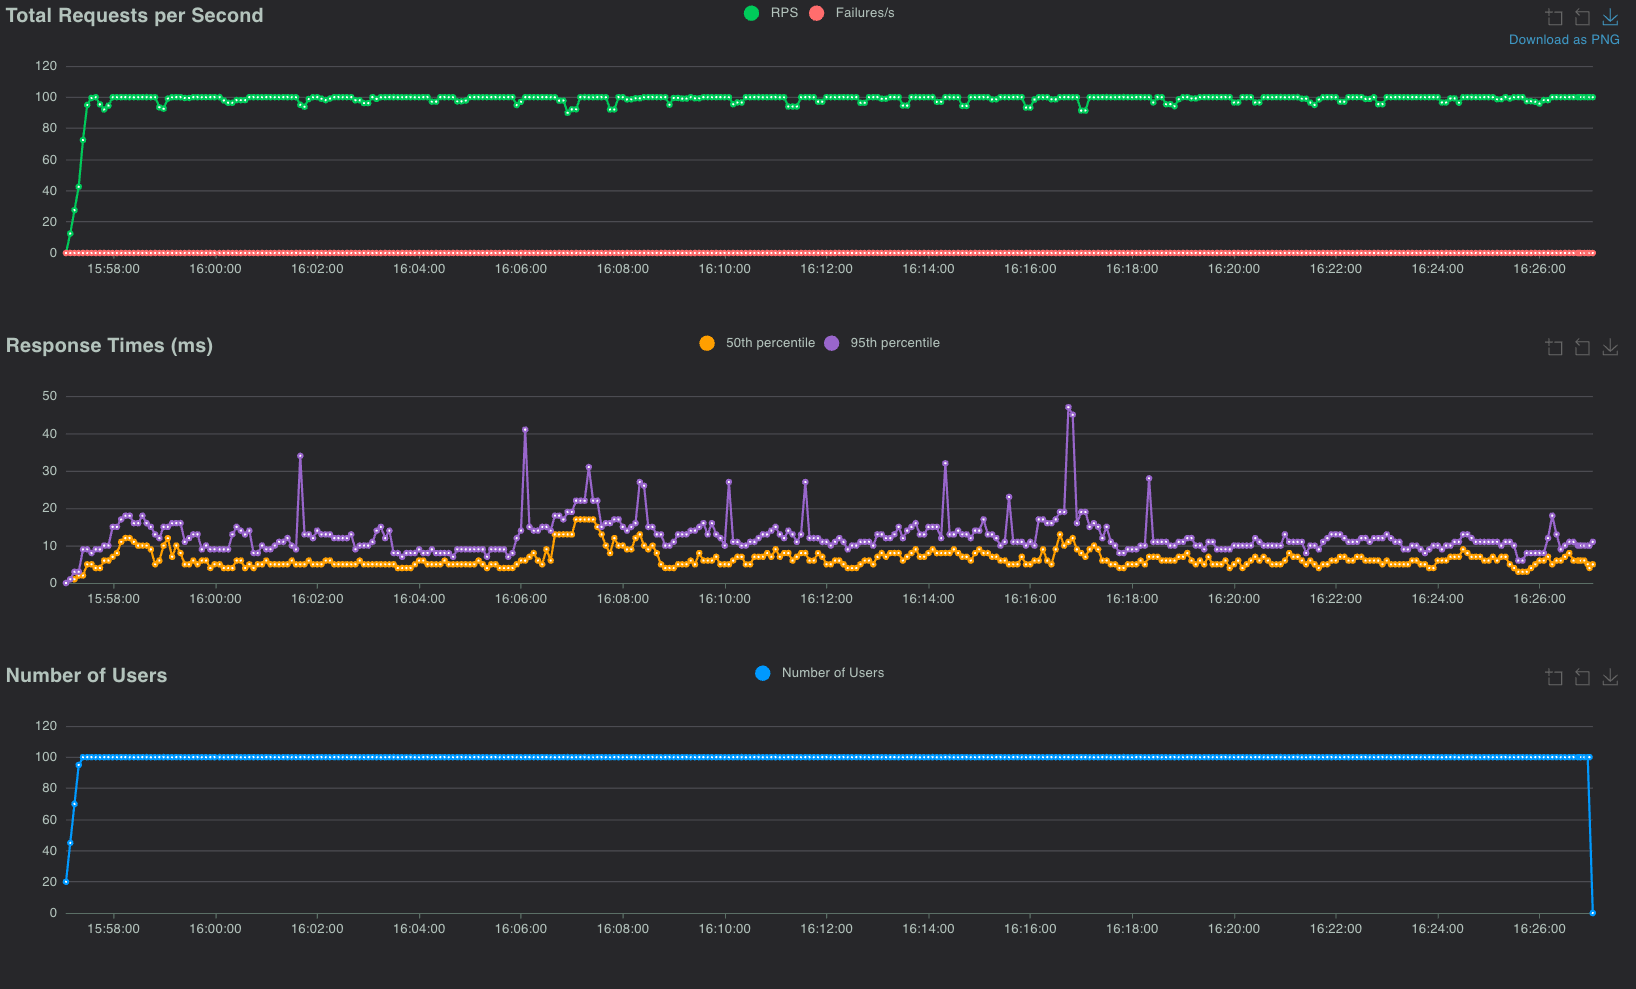 Total Requests per Second
RPS Failures/s
Download as PNG
120
100
80
60
40
20
0
15:58:00 16:00:00 16:02:00 16:04:00 16:06:00 16:08:00 16:10:00 16:12:00 16:14:00 16:16:00 16:18:00 16:20:00 16:22:00 16:24:00 16:26:00
Response Times (ms)
50th percentile 95th percentile
50
40
30
20
10
0
15:58:00 16:00:00 16:02:00 16:04:00 16:06:00 16:08:00 16:10:00 16:12:00 16:14:00 16:16:00 16:18:00 16:20:00 16:22:00 16:24:00 16:26:00
Number of Users
Number of Users
120
100
80
60
40
20
0
15:58:00 16:00:00 16:02:00 16:04:00 16:06:00 16:08:00 16:10:00 16:12:00 16:14:00 16:16:00 16:18:00 16:20:00 16:22:00 16:24:00 16:26:00